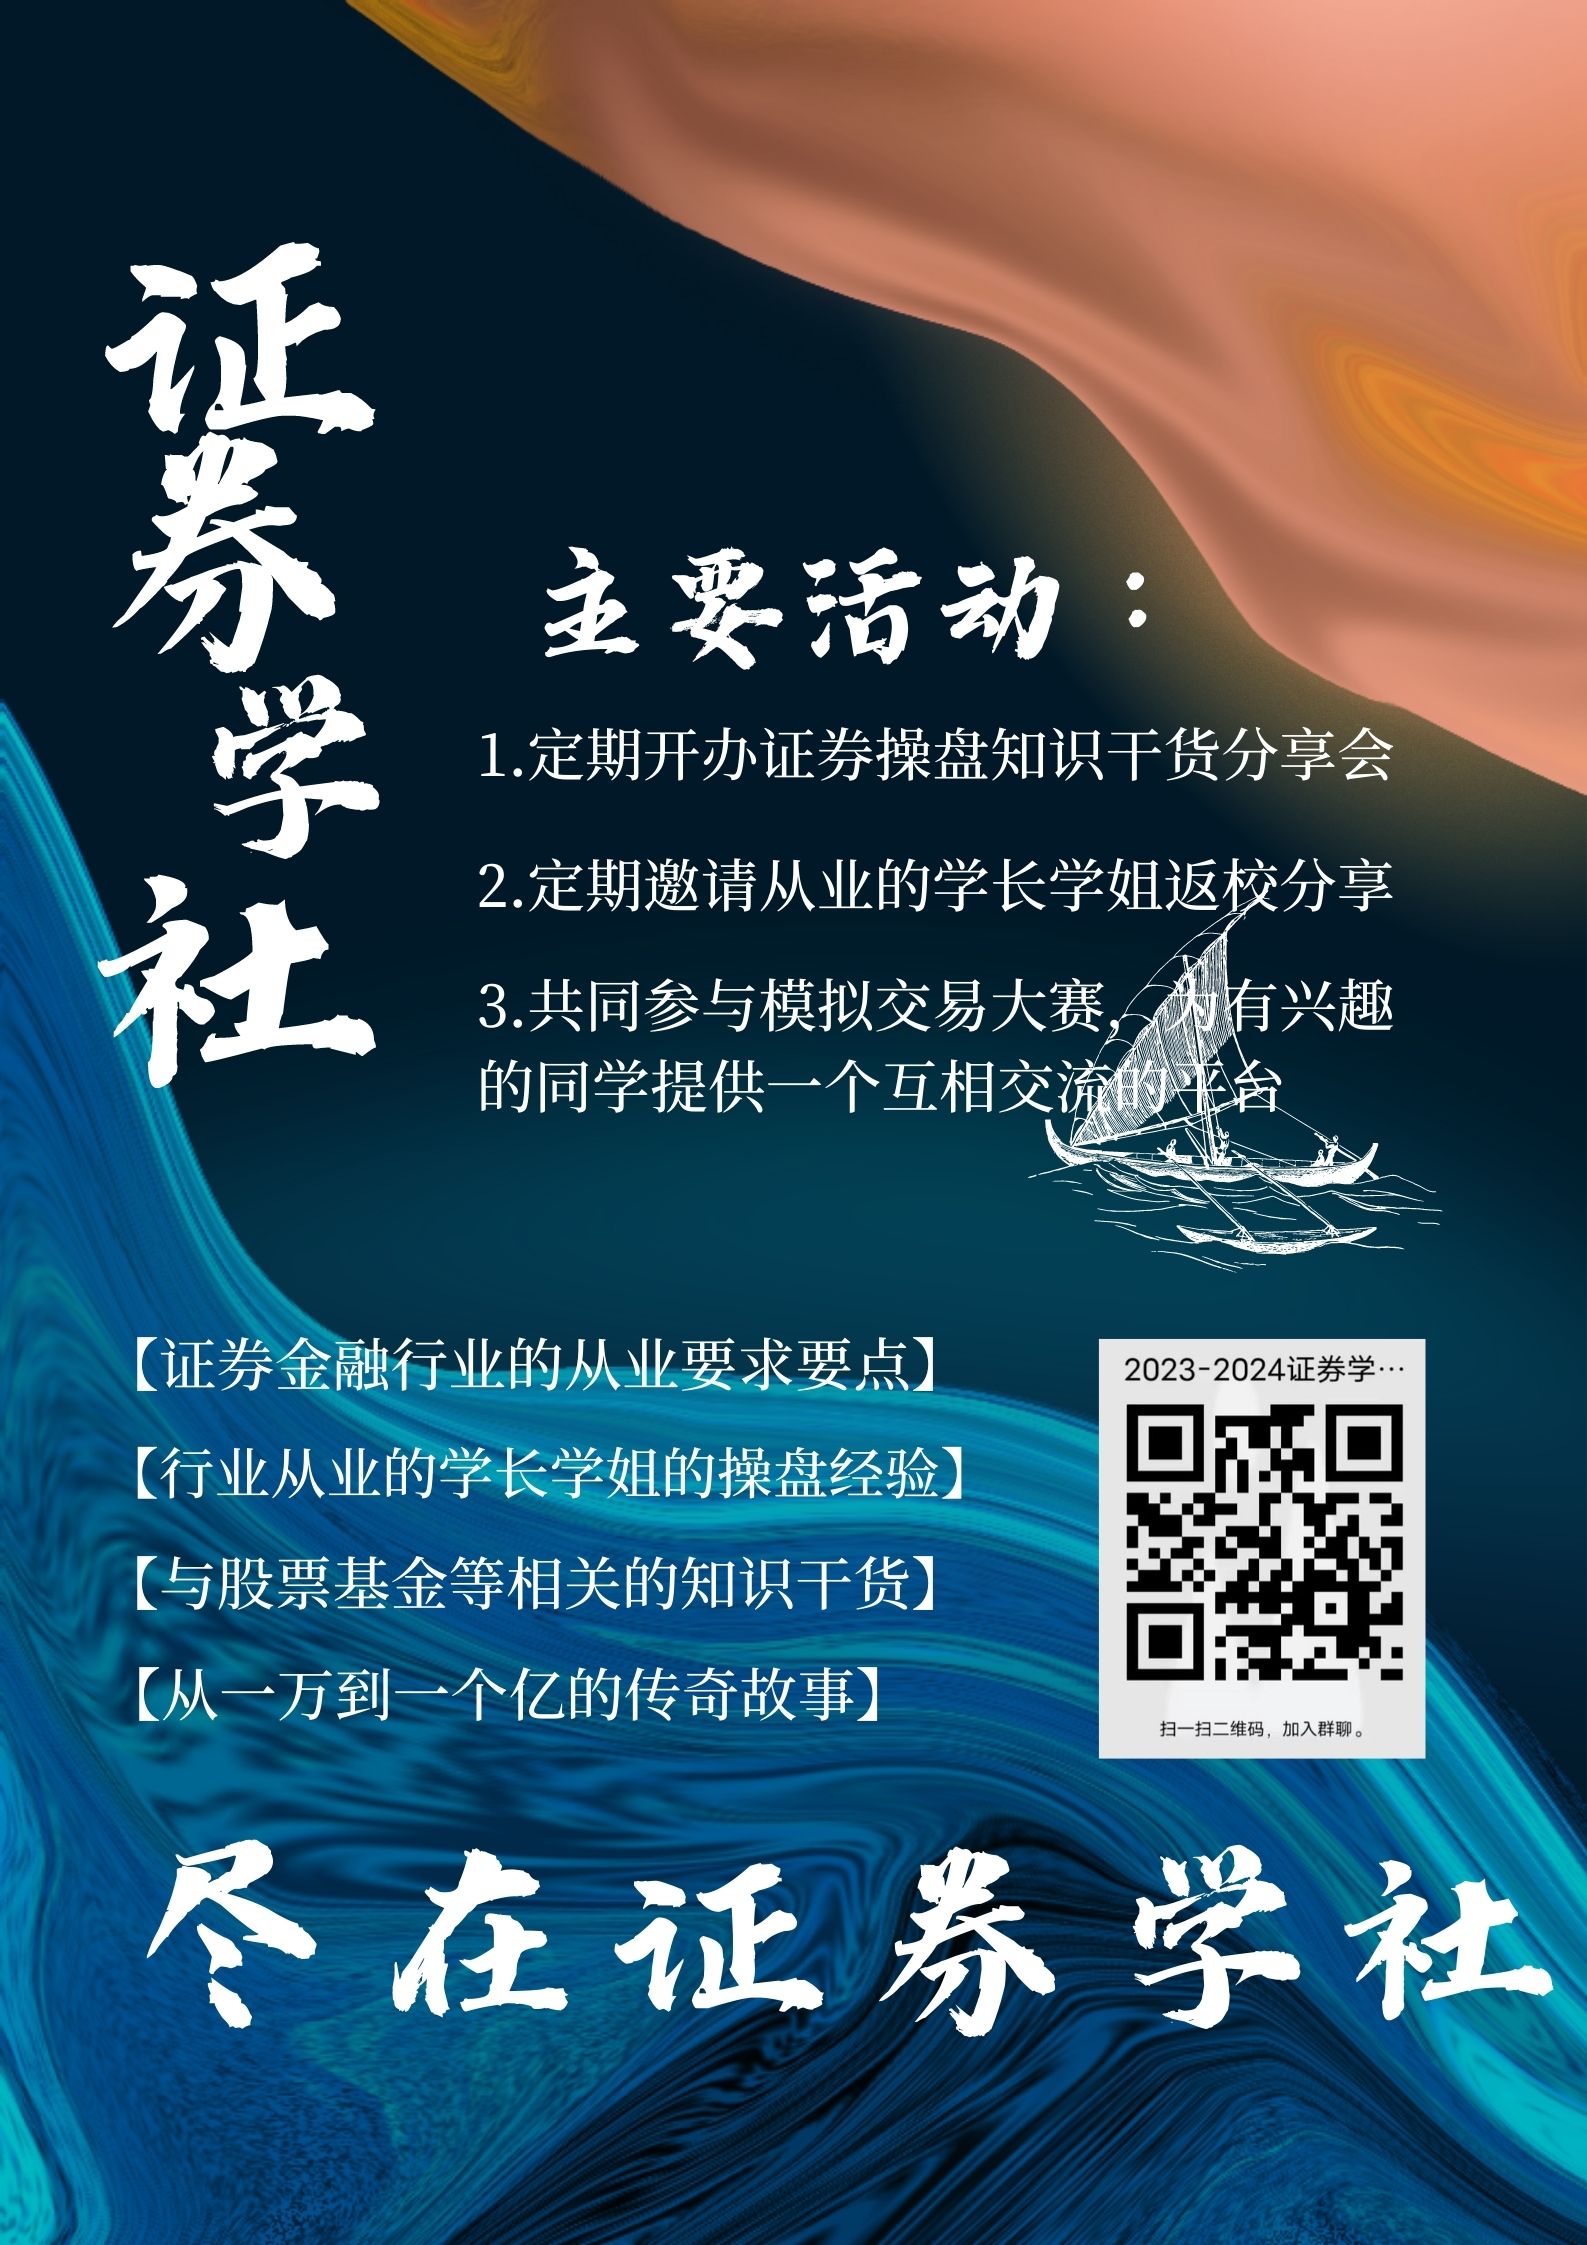 证券学社
主要活动：
1.定期开办证券操盘知识干货分享会
2.定期邀请从业的学长学姐返校分享
3.共同参与模拟交易大赛，为有兴趣
的同学提供一个互相交流的平台
【证券金融行业的从业要求要点】
【行业从业的学长学姐的操盘经验】
【与股票基金等相关的知识干货】
【从一万到一个亿的传奇故事】
2023-2024证券学…
扫一扫二维码，加入群聊。
尽在证券学社